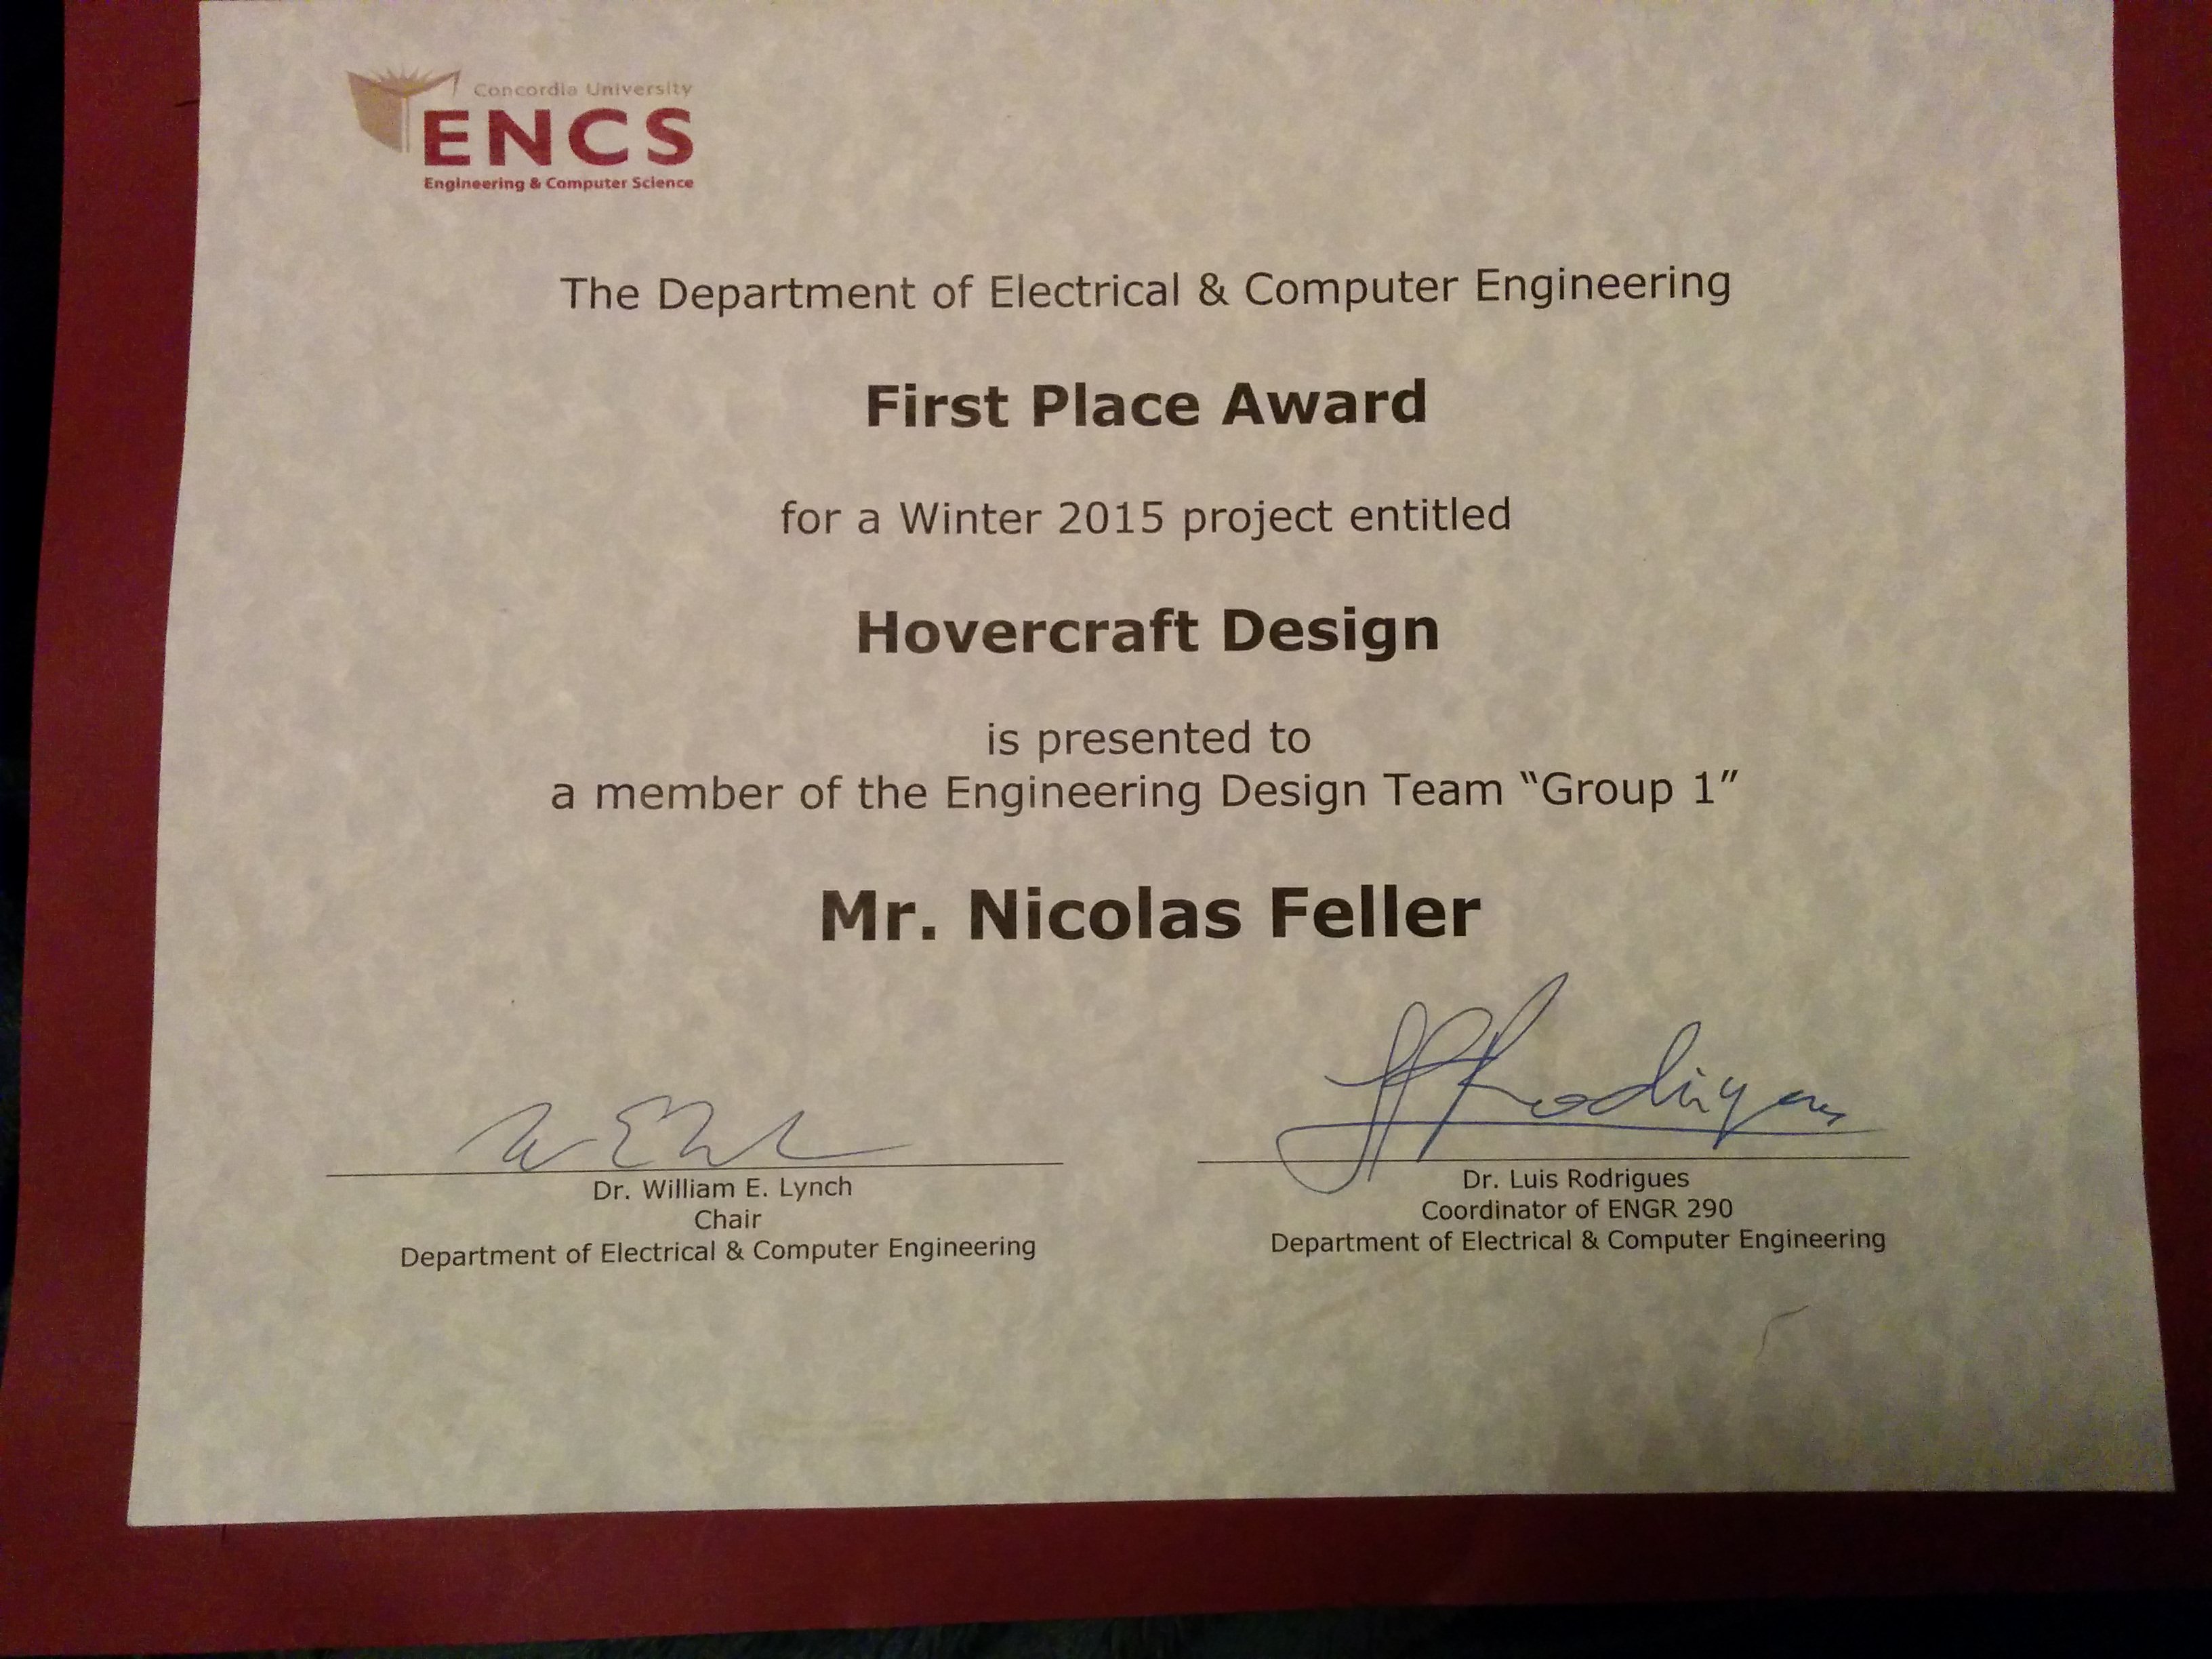 Concordia University
ENCS
Engineering & Computer Science
The Department of Electrical & Computer Engineering
First Place Award
for a Winter 2015 project entitled
Hovercraft Design
is presented to
a member of the Engineering Design Team “Group 1”
Mr. Nicolas Feller
Dr. William E. Lynch
Chair
Department of Electrical & Computer Engineering
Dr. Luis Rodrigues
Coordinator of ENGR 290
Department of Electrical & Computer Engineering